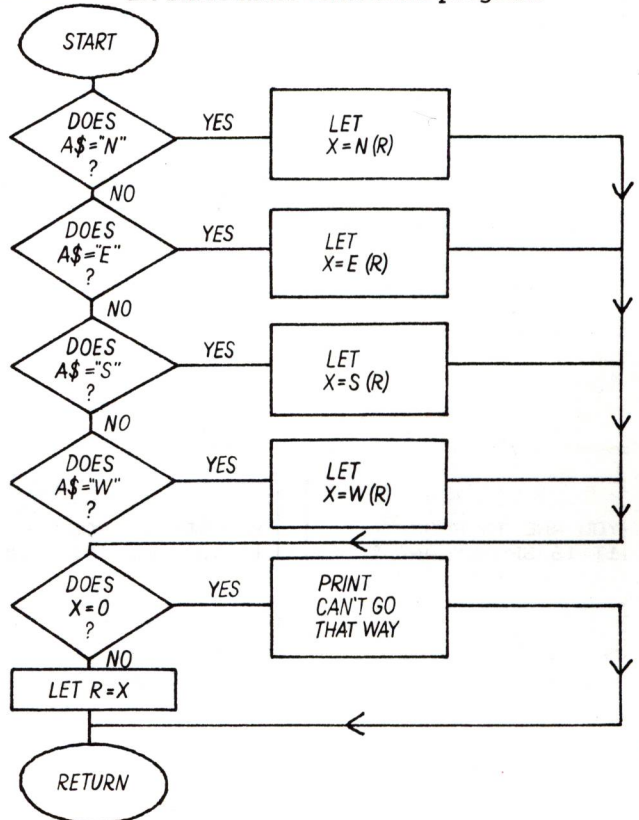 START
DOES
A$="N"
?
YES
LET
X=N(R)
NO
DOES
A$="E"
?
YES
LET
X=E (R)
NO
DOES
A$="S"
?
YES
LET
X=S (R)
NO
DOES
A$="W"
?
YES
LET
X=W(R)
DOES
X=0
?
YES
PRINT
CAN'T GO
THAT WAY
NO
LET R=X
RETURN